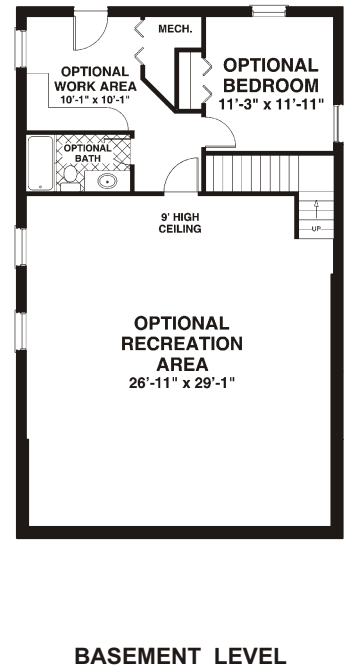 MECH.
OPTIONAL
WORK AREA
10'-1" x 10'-1"
OPTIONAL
BEDROOM
11'-3" x 11'-11"
OPTIONAL
BATH
9' HIGH
CEILING
UP
OPTIONAL
RECREATION
AREA
26'-11" x 29'-1"
BASEMENT LEVEL